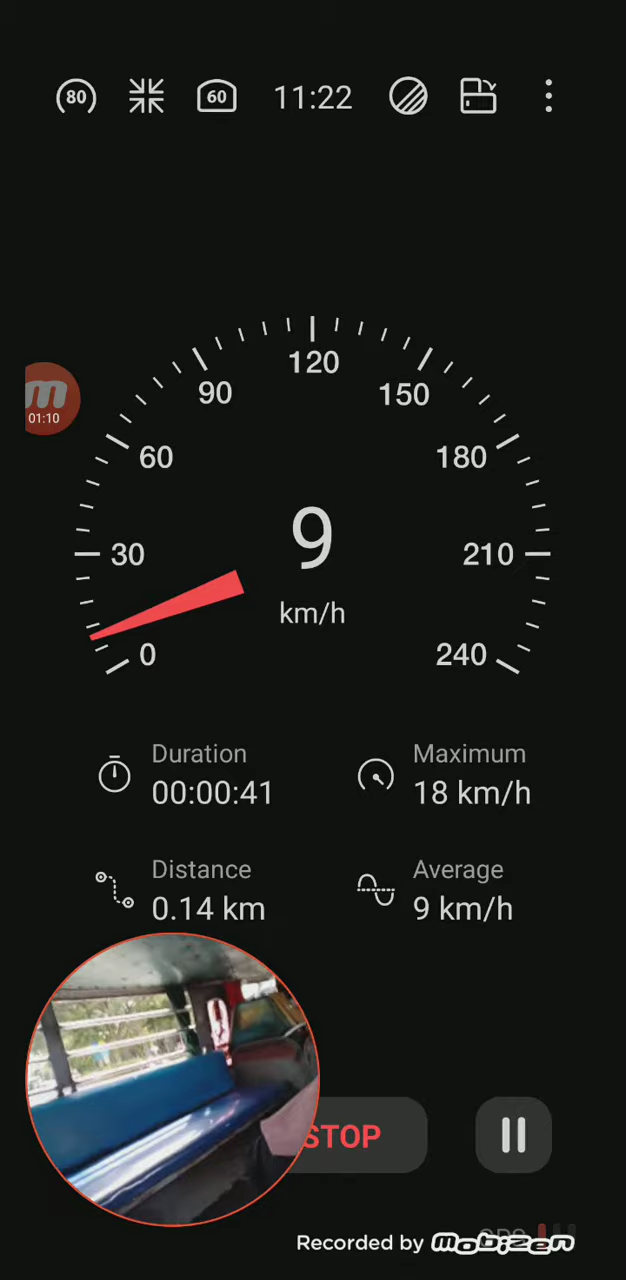 80
60
11:22
120
90
150
m
01:10
60
180
9
30
210
km/h
0
240
Duration
00:00:41
Maximum
18 km/h
Distance
0.14 km
Average
9 km/h
STOP
GPS
Recorded by mobizen